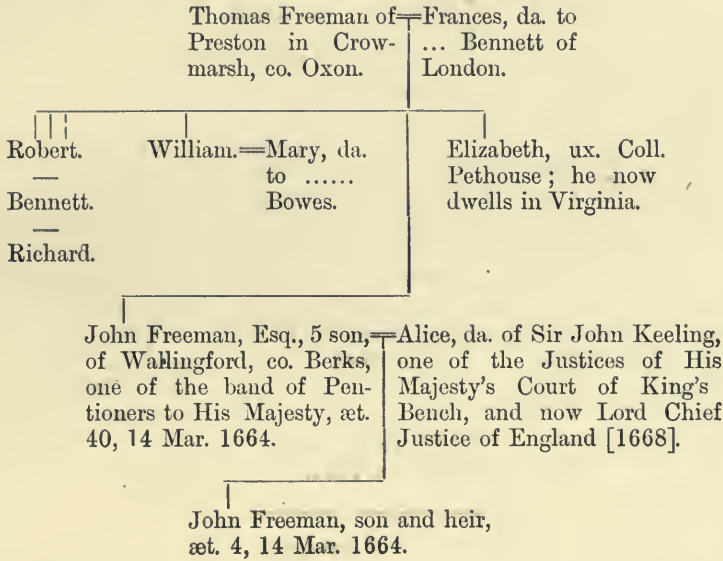 Thomas Freeman of Preston in Crow-
marsh, co. Oxon.
Frances, da. to
... Bennett of
London.
Robert.
—
Bennett.
—
Richard.
William.=Mary, da.
to ......
Bowes.
Elizabeth, ux. Coll.
Pethouse; he now
dwells in Virginia.
John Freeman, Esq., 5 son,
of Wallingford, co. Berks,
one of the band of Pen-
tioners to His Majesty, æt.
40, 14 Mar. 1664.
Alice, da. of Sir John Keeling,
one of the Justices of His
Majesty's Court of King's
Bench, and now Lord Chief
Justice of England [1668].
John Freeman, son and heir,
æt. 4, 14 Mar. 1664.